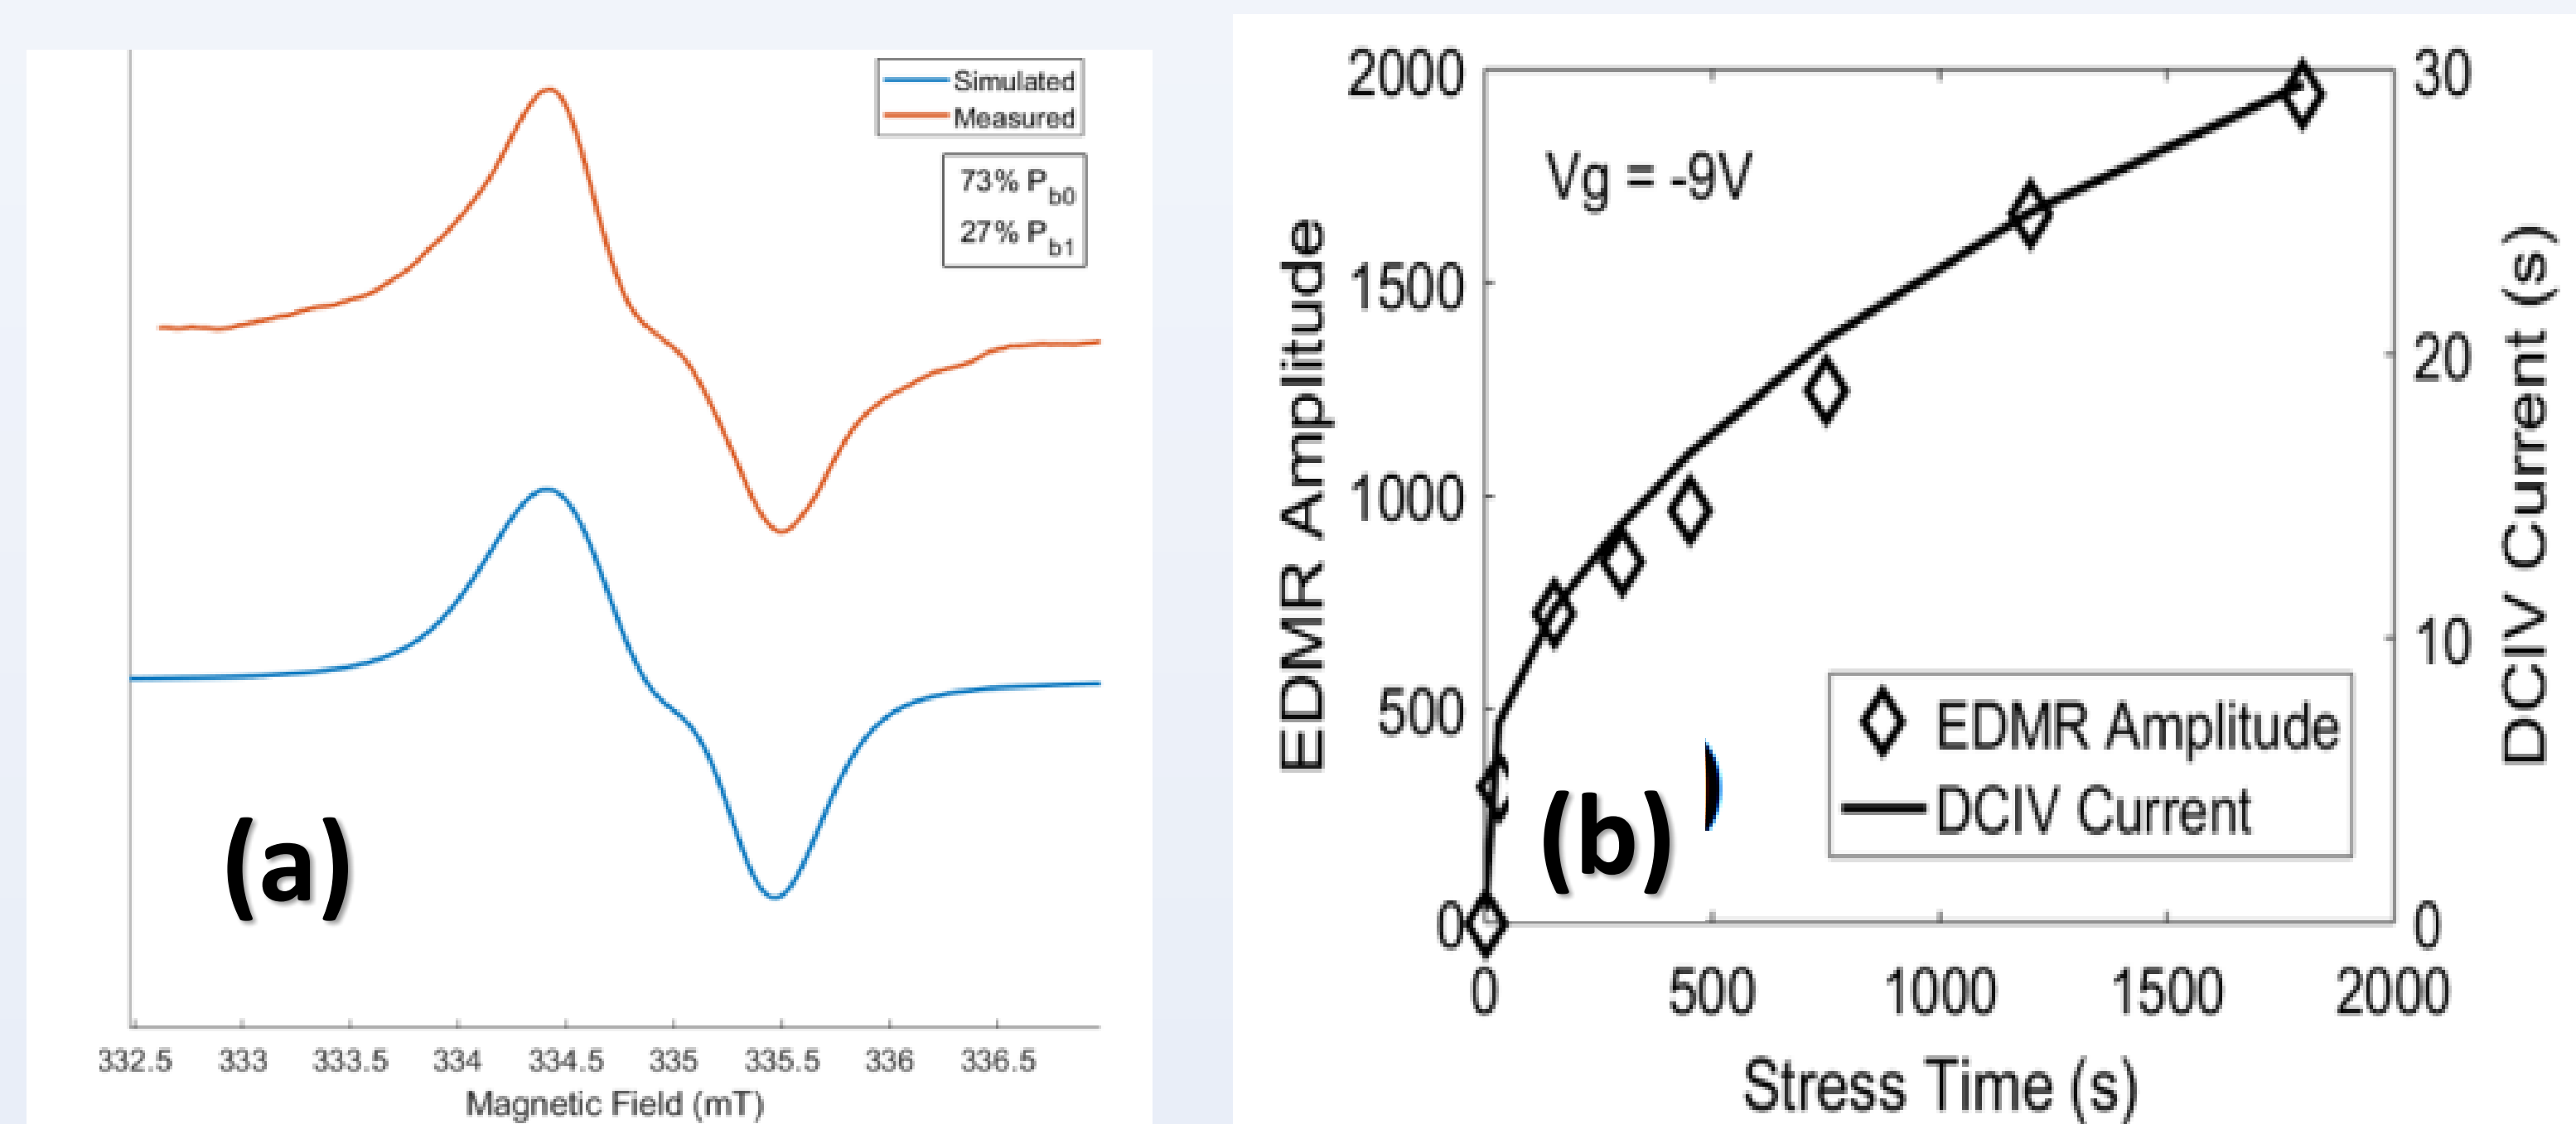 Simulated
Measured
73% P_b0
27% P_b1
(a)
332.5 333 333.5 334 334.5 335 335.5 336 336.5
Magnetic Field (mT)
2000
1500
1000
500
0
EDMR Amplitude
Vg = -9V
30
20
10
0
DCIV Current (s)
EDMR Amplitude
DCIV Current
(b)
0 500 1000 1500 2000
Stress Time (s)